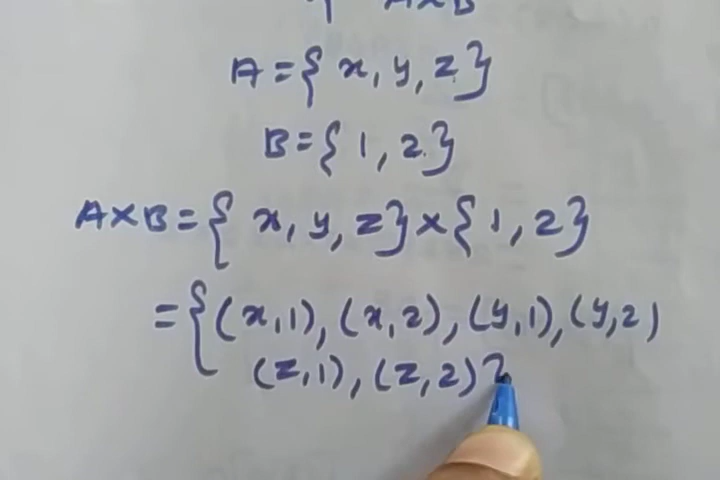 A×B
A={x,y,z}
B={1,2}
A×B={x,y,z}×{1,2}
={(x,1),(x,2),(y,1),(y,2)
(z,1),(z,2)}